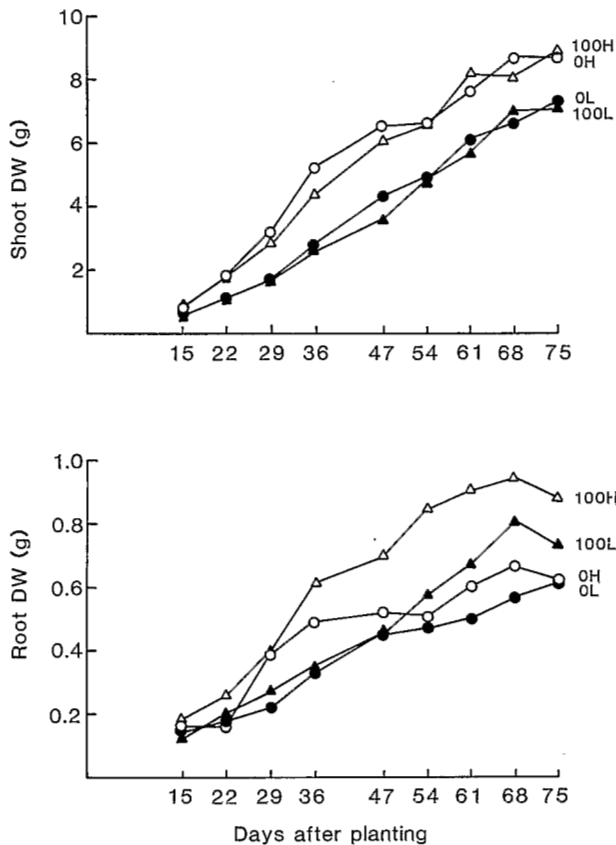 10
8
6
4
2
Shoot DW (g)
100H
0H
0L
100L
15 22 29 36 47 54 61 68 75
1.0
0.8
0.6
0.4
0.2
Root DW (g)
100H
100L
0H
0L
15 22 29 36 47 54 61 68 75
Days after planting